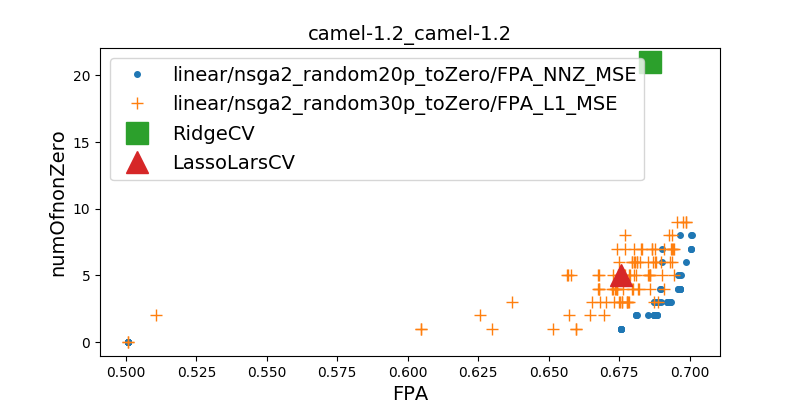 camel-1.2_camel-1.2
linear/nsga2_random20p_toZero/FPA_NNZ_MSE
linear/nsga2_random30p_toZero/FPA_L1_MSE
RidgeCV
LassoLarsCV
numOfnonZero
20
15
10
5
0
0.500 0.525 0.550 0.575 0.600 0.625 0.650 0.675 0.700
FPA